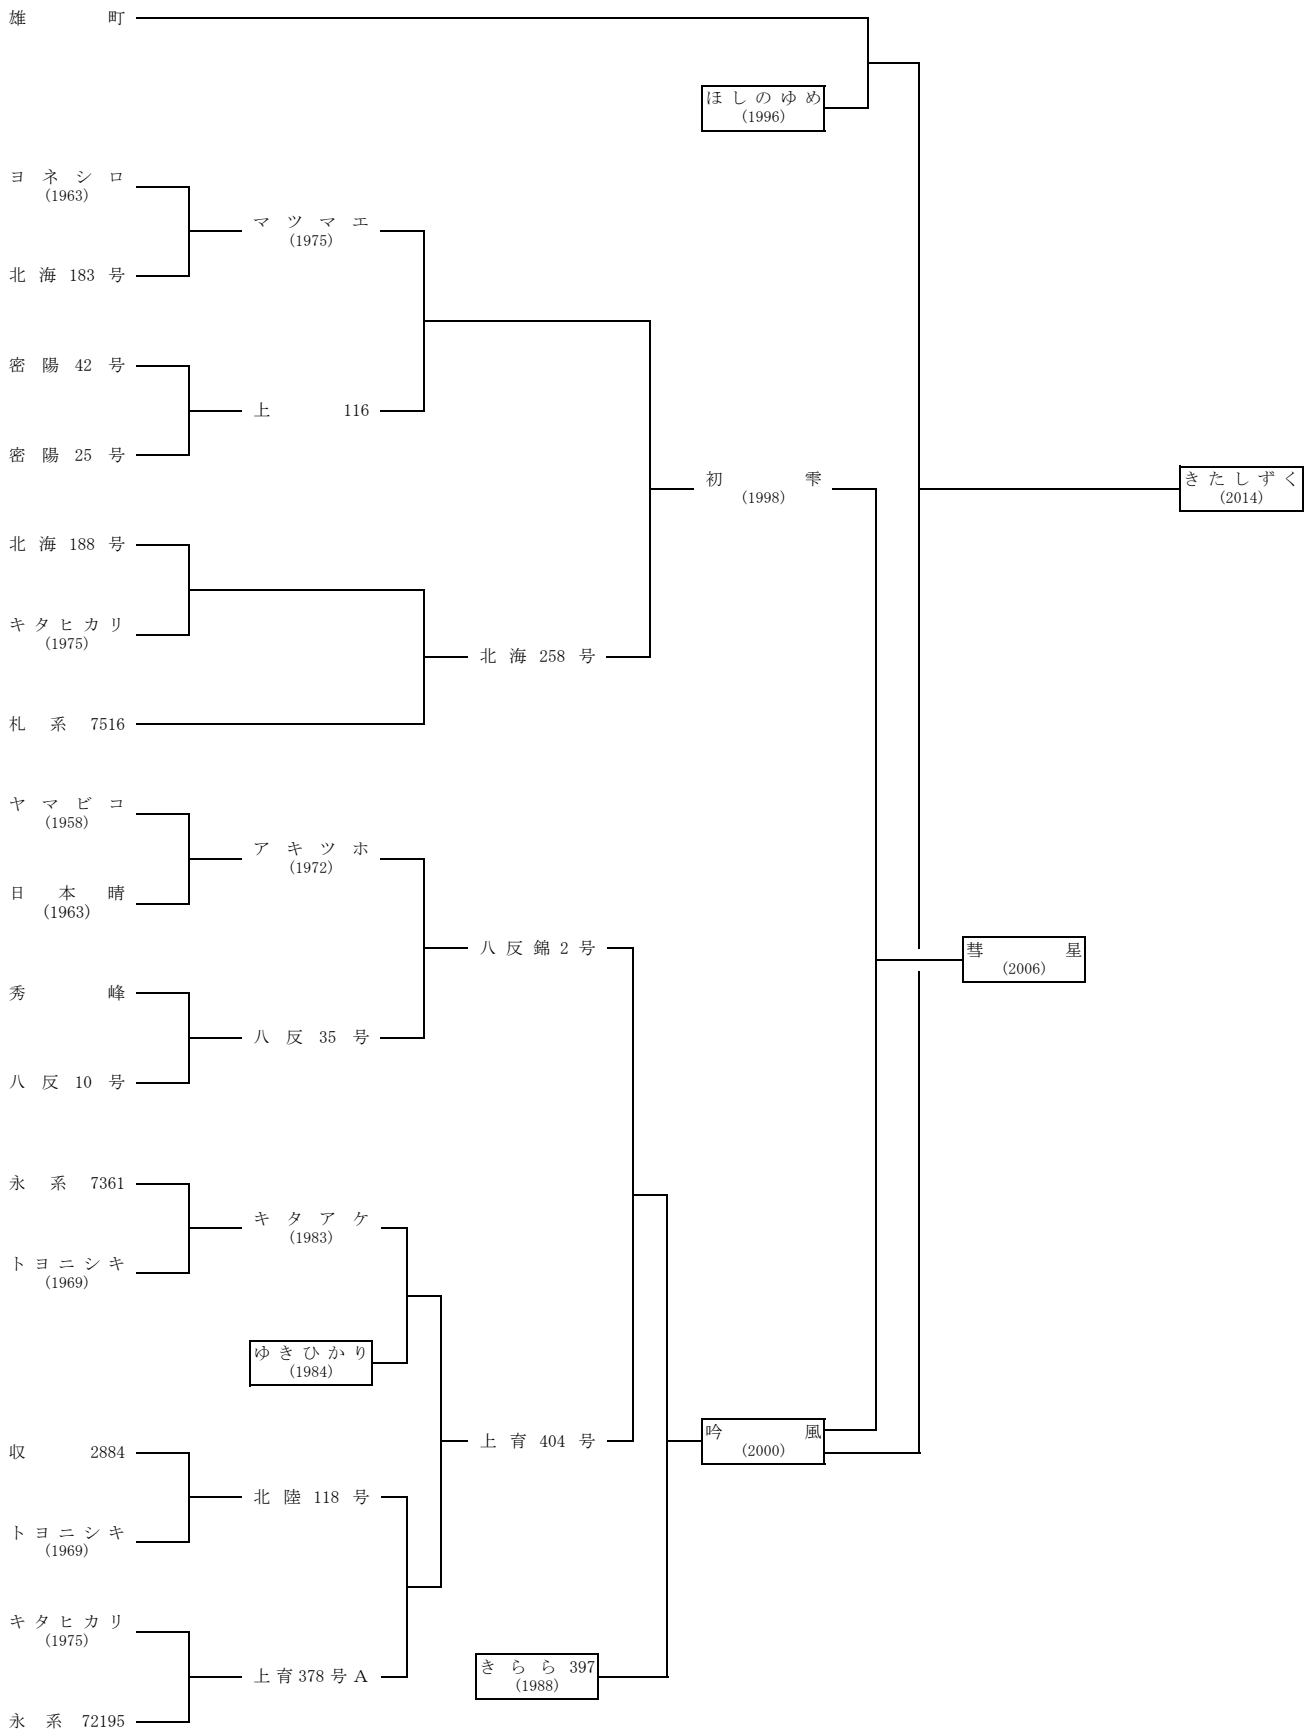 雄町
ほしのゆめ
(1996)
ヨネシロ
(1963)
マツマエ
(1975)
北海183号
密陽42号
上116
密陽25号
初雫
(1998)
きたしずく
(2014)
北海188号
キタヒカリ
(1975)
北海258号
札系7516
ヤマビコ
(1958)
アキツホ
(1972)
日本晴
(1963)
八反錦2号
彗星
(2006)
秀峰
八反35号
八反10号
永系7361
キタアケ
(1983)
トヨニシキ
(1969)
ゆきひかり
(1984)
吟風
(2000)
上育404号
収2884
北陸118号
トヨニシキ
(1969)
キタヒカリ
(1975)
きらら397
(1988)
上育378号A
永系72195